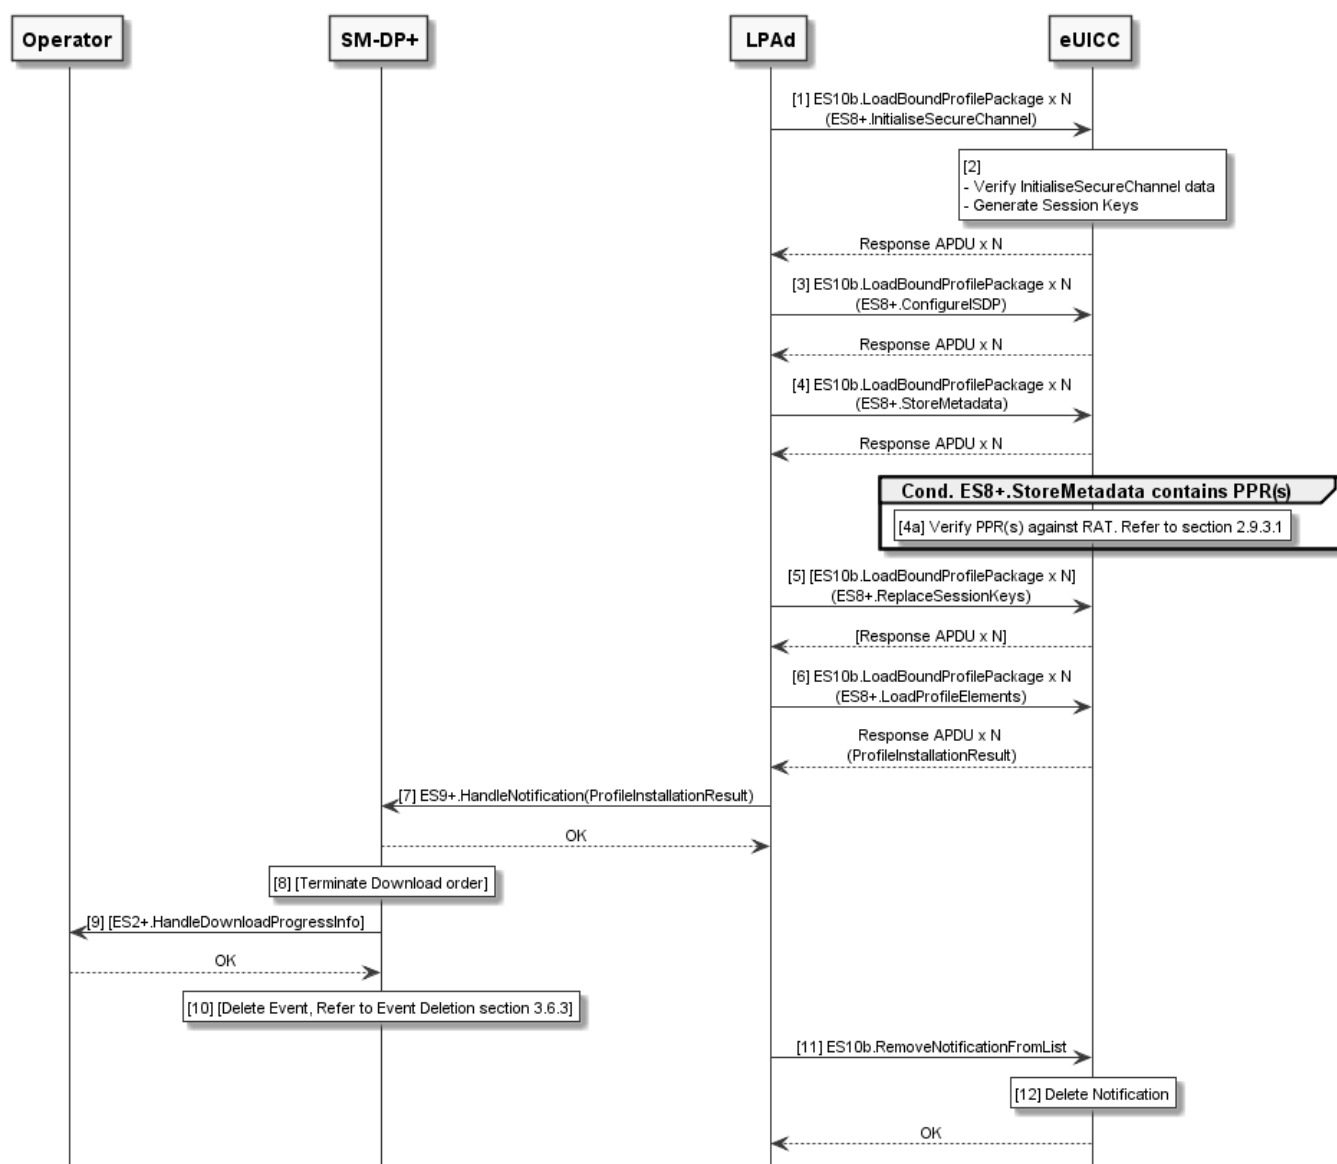 Operator
SM-DP+
LPAd
eUICC
[1] ES10b.LoadBoundProfilePackage x N
(ES8+.InitialiseSecureChannel)
[2]
- Verify InitialiseSecureChannel data
- Generate Session Keys
Response APDU x N
[3] ES10b.LoadBoundProfilePackage x N
(ES8+.ConfigureISDP)
Response APDU x N
[4] ES10b.LoadBoundProfilePackage x N
(ES8+.StoreMetadata)
Response APDU x N
Cond. ES8+.StoreMetadata contains PPR(s)
[4a] Verify PPR(s) against RAT. Refer to section 2.9.3.1
[5] [ES10b.LoadBoundProfilePackage x N]
(ES8+.ReplaceSessionKeys)
[Response APDU x N]
[6] ES10b.LoadBoundProfilePackage x N
(ES8+.LoadProfileElements)
Response APDU x N
(ProfileInstallationResult)
[7] ES9+.HandleNotification(ProfileInstallationResult)
OK
[8] [Terminate Download order]
[9] [ES2+.HandleDownloadProgressInfo]
OK
[10] [Delete Event, Refer to Event Deletion section 3.6.3]
[11] ES10b.RemoveNotificationFromList
[12] Delete Notification
OK